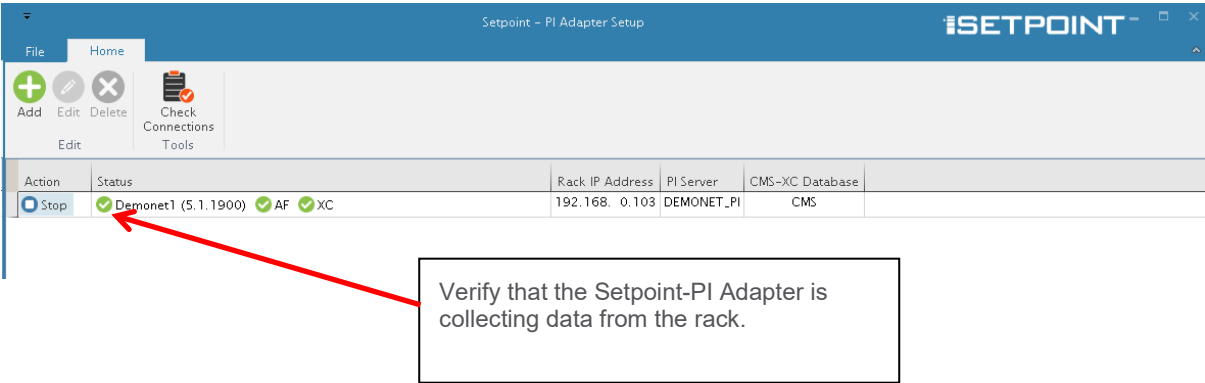 Setpoint – PI Adapter Setup
SETPOINT
File Home
Add Edit Delete Check Connections
Edit Tools
Action Status Rack IP Address PI Server CMS-XC Database
Stop Demonet1 (5.1.1900) AF XC 192.168. 0.103 DEMONET_PI CMS
Verify that the Setpoint-PI Adapter is
collecting data from the rack.